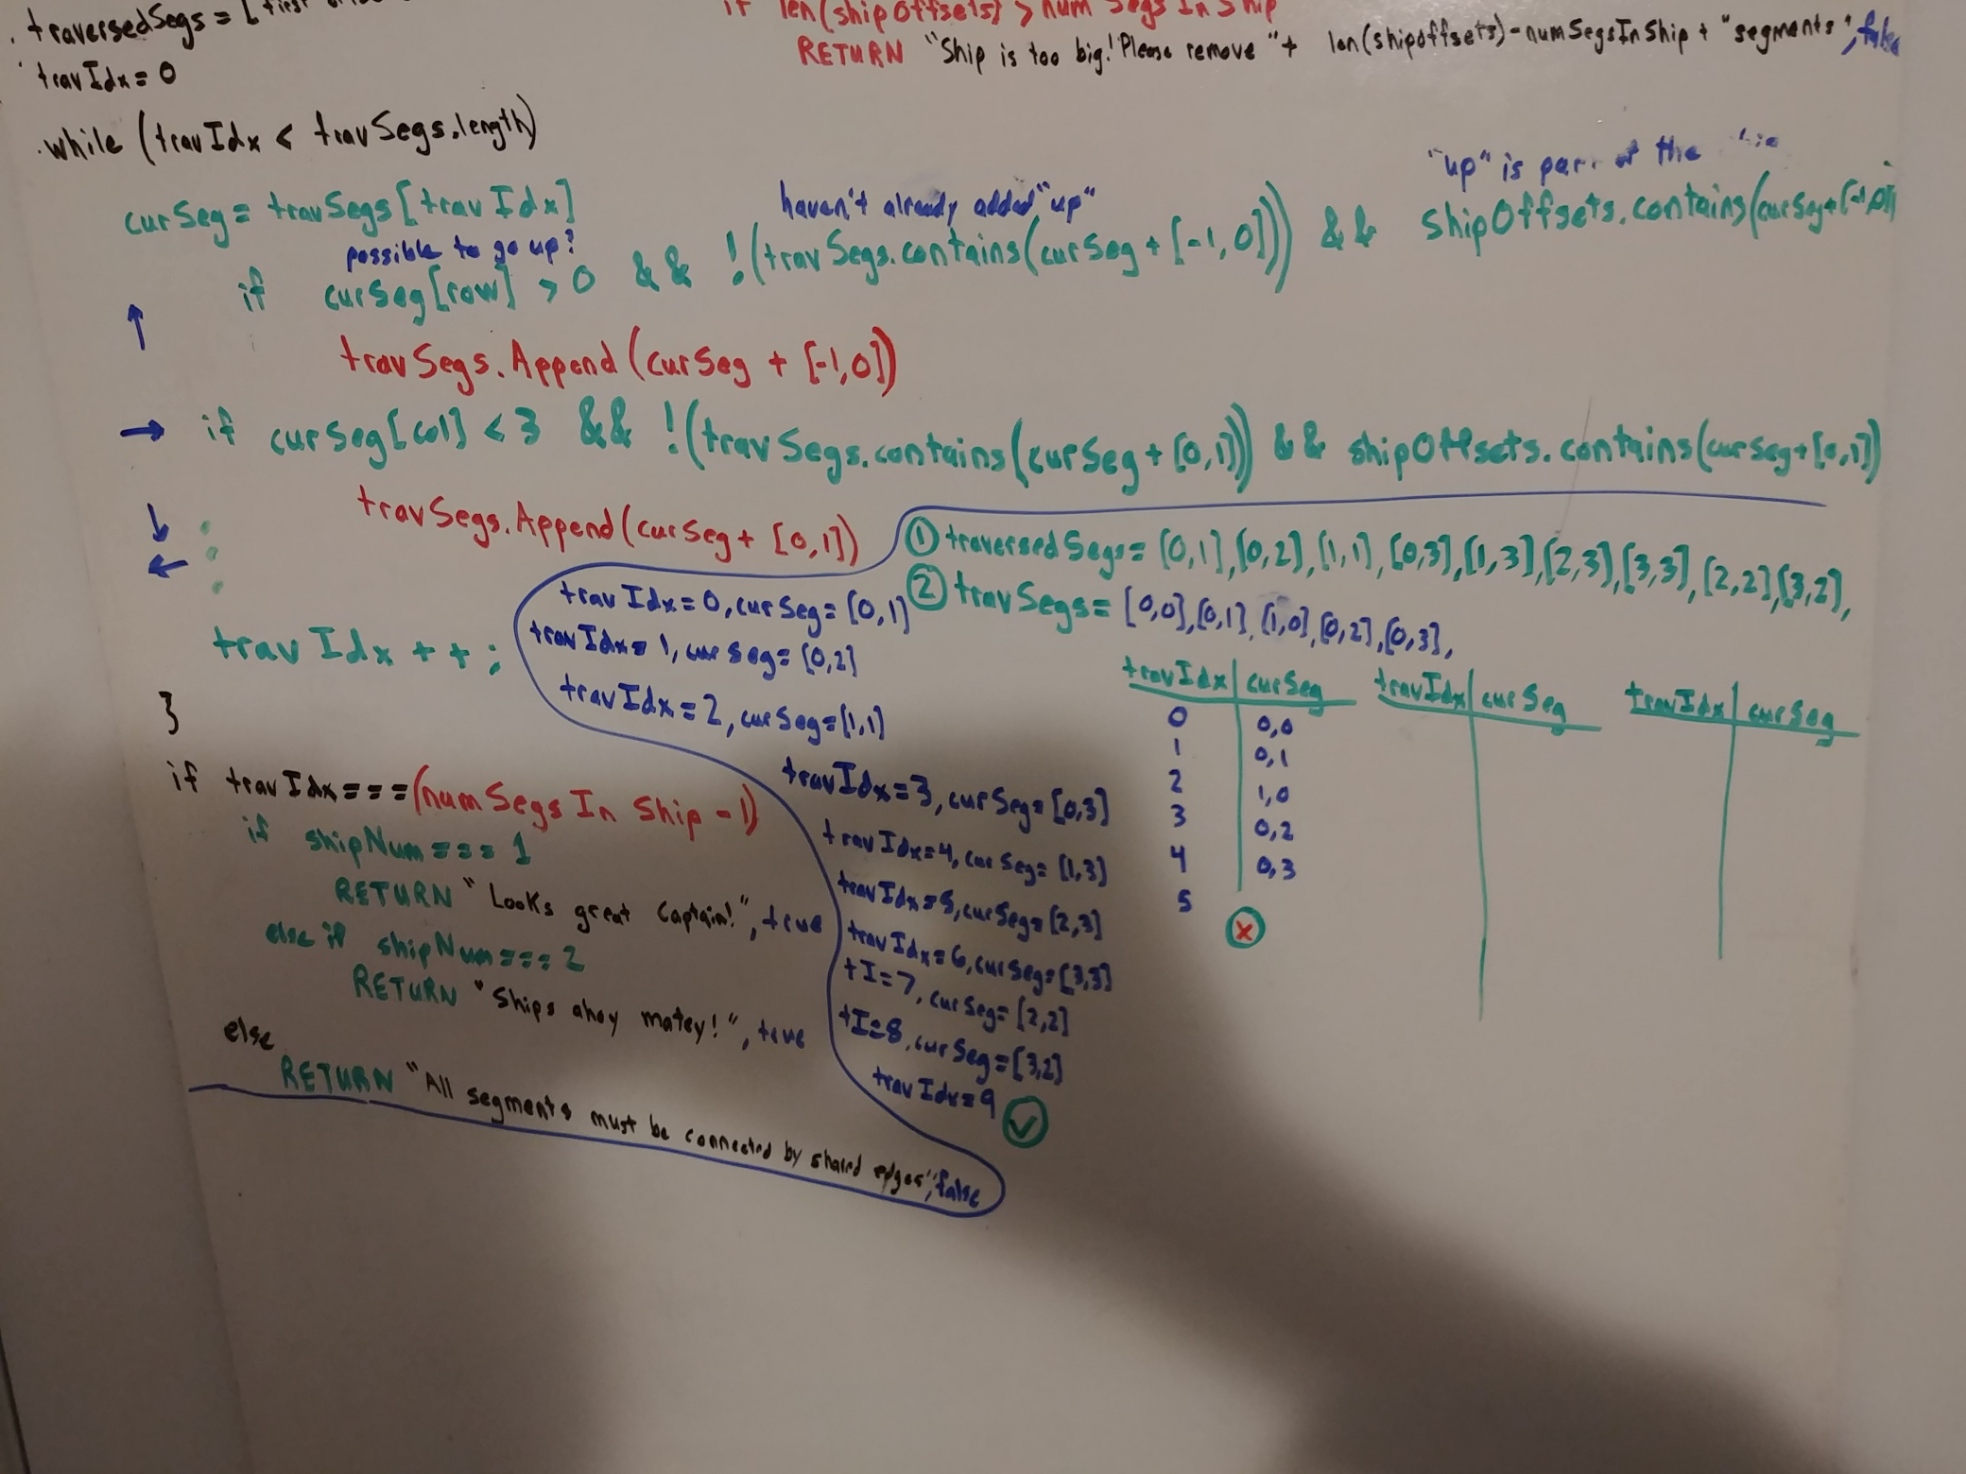 . traversedSegs = [first
if len(shipOffsets) > numSegsInShip
RETURN "Ship is too big! Please remove " + len(shipoffsets)-numSegsInShip + "segments", false
travIdx = 0
while (travIdx < travSegs.length)
"up" is part of the
haven't already added "up"
curSeg = travSegs[travIdx]
possible to go up?
if curSeg[row] > 0 && !(travSegs.contains(curSeg + [-1,0])) && shipOffsets.contains(curSeg+[-1,0])
↑
travSegs.Append(curSeg + [-1,0])
→ if curSeg[col] < 3 && !(travSegs.contains(curSeg + [0,1])) && shipOffsets.contains(curSeg+[0,1])
travSegs.Append(curSeg + [0,1])
↓
←
travIdx ++;
}
if travIdx === (numSegsInShip - 1)
if shipNum === 1
RETURN "Looks great Captain!", true
else if shipNum === 2
RETURN "Ships ahoy matey!", true
else
RETURN "All segments must be connected by shared edges", false
① traversedSegs = [0,1], [0,2], [1,1], [0,3], [1,3], [2,3], [3,3], [2,2], [3,2],
② travSegs = [0,0], [0,1], [1,0], [0,2], [0,3],
travIdx = 0, curSeg = [0,1]
travIdx = 1, curSeg = [0,2]
travIdx = 2, curSeg = [1,1]
travIdx = 3, curSeg = [0,3]
travIdx = 4, curSeg = [1,3]
travIdx = 5, curSeg = [2,3]
travIdx = 6, curSeg = [3,3]
tI = 7, curSeg = [2,2]
tI = 8, curSeg = [3,2]
travIdx = 9 ✓
travIdx | curSeg travIdx | curSeg travIdx | curSeg
0 0,0
1 0,1
2 1,0
3 0,2
4 0,3
5
x